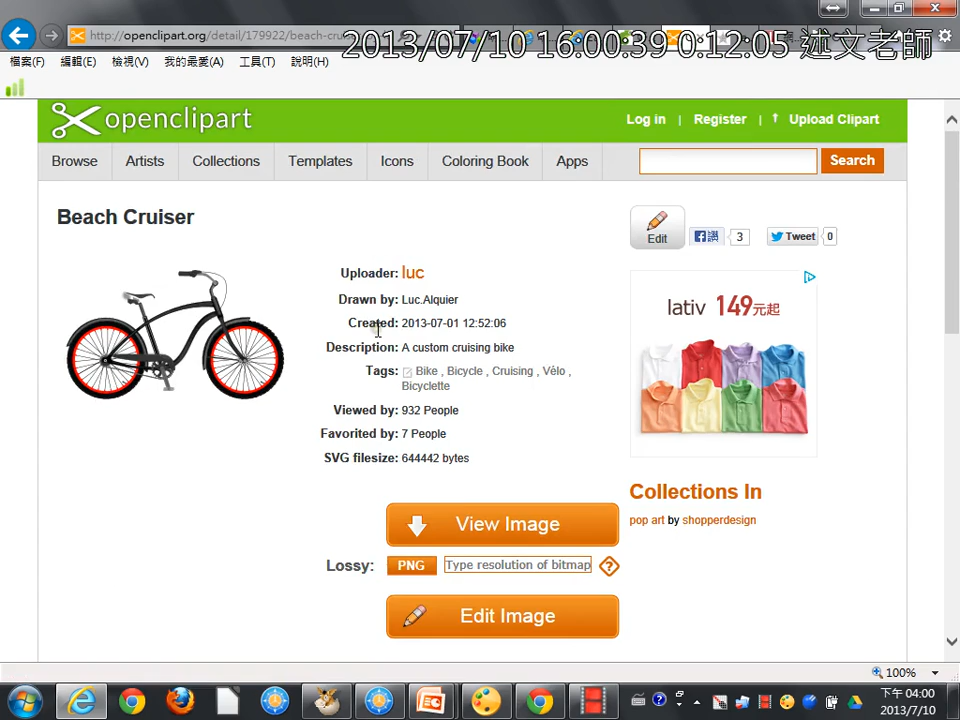 http://openclipart.org/detail/179922/beach-cru
2013/07/10 16:00:39 0:12:05 述文老師
檔案(F) 編輯(E) 檢視(V) 我的最愛(A) 工具(T) 說明(H)
openclipart
Log in | Register | Upload Clipart
Browse Artists Collections Templates Icons Coloring Book Apps Search
Beach Cruiser
Edit 讚 3 Tweet 0
Uploader: luc
Drawn by: Luc.Alquier
Created: 2013-07-01 12:52:06
Description: A custom cruising bike
Tags: Bike , Bicycle , Cruising , Vélo ,
Bicyclette
Viewed by: 932 People
Favorited by: 7 People
SVG filesize: 644442 bytes
lativ 149元起
Collections In
pop art by shopperdesign
View Image
Lossy: PNG Type resolution of bitmap ?
Edit Image
100%
下午 04:00
2013/7/10